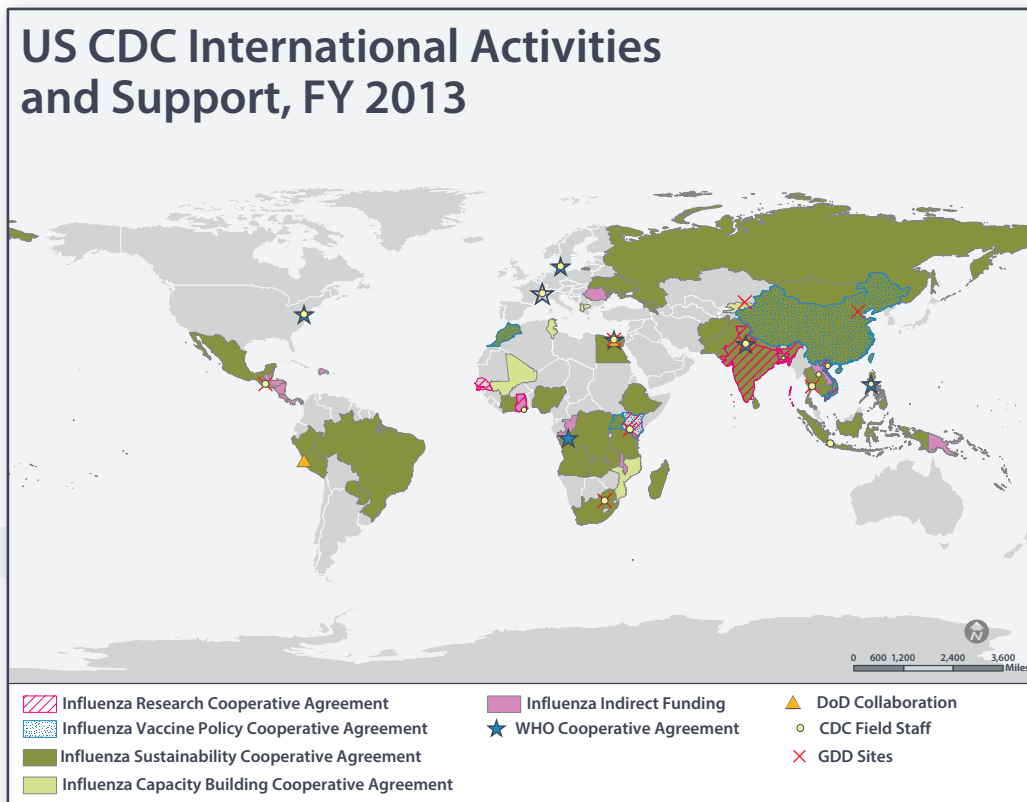 US CDC International Activities
and Support, FY 2013
N
0 600 1,200 2,400 3,600
Miles
Influenza Research Cooperative Agreement
Influenza Vaccine Policy Cooperative Agreement
Influenza Sustainability Cooperative Agreement
Influenza Capacity Building Cooperative Agreement
Influenza Indirect Funding
WHO Cooperative Agreement
DoD Collaboration
CDC Field Staff
GDD Sites